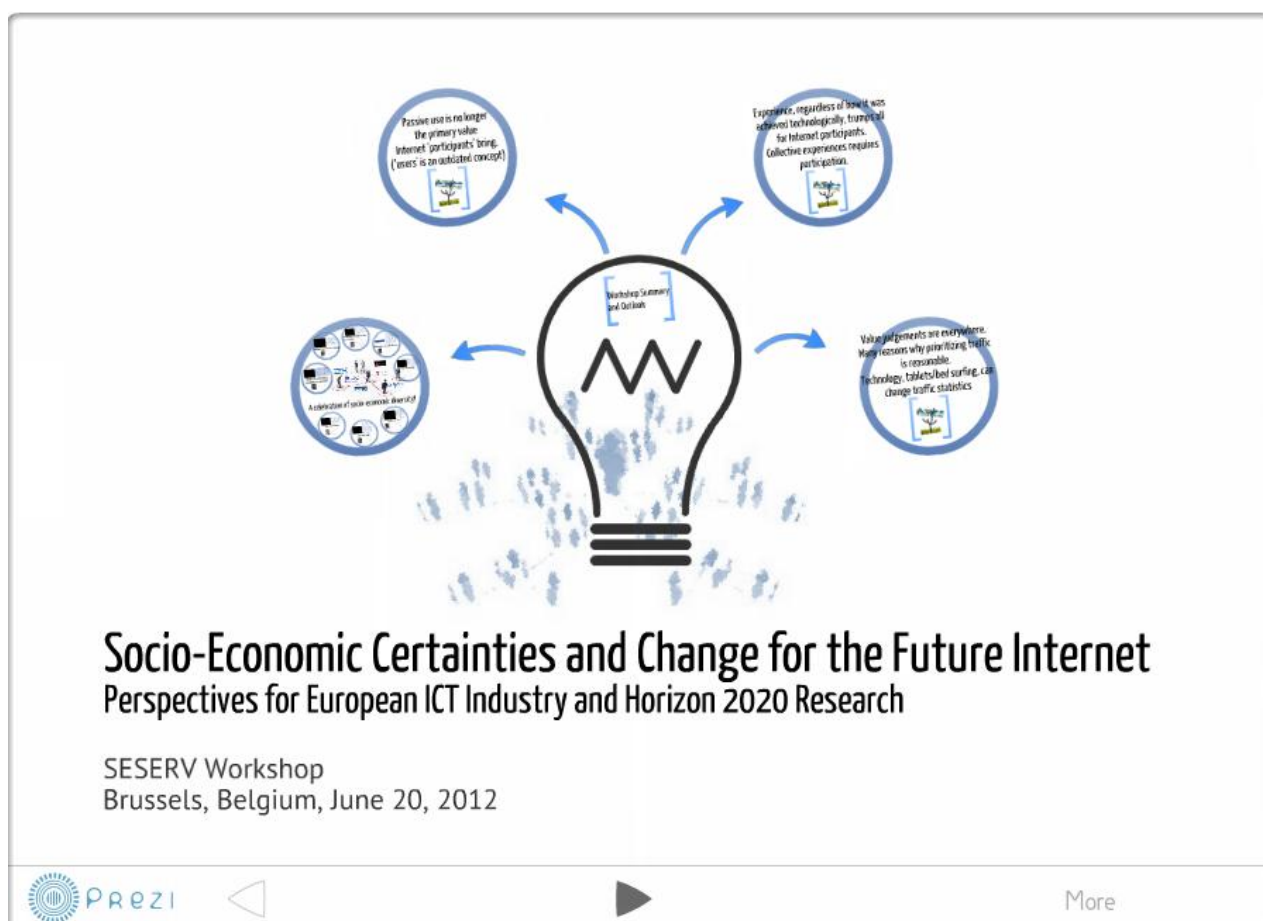 Passive use is no longer
the primary value
Internet 'participants' bring.
('users' is an outdated concept)
Experience, regardless of how it was
achieved technologically, trumps all
for Internet participants.
Collective experiences requires
participation.
Workshop Summary
and Outlook
A celebration of socio-economic diversity!
Value judgements are everywhere.
Many reasons why prioritizing traffic
is reasonable.
Technology, tablets/bed surfing, can
change traffic statistics
Socio-Economic Certainties and Change for the Future Internet
Perspectives for European ICT Industry and Horizon 2020 Research
SESERV Workshop
Brussels, Belgium, June 20, 2012
Prezi
More